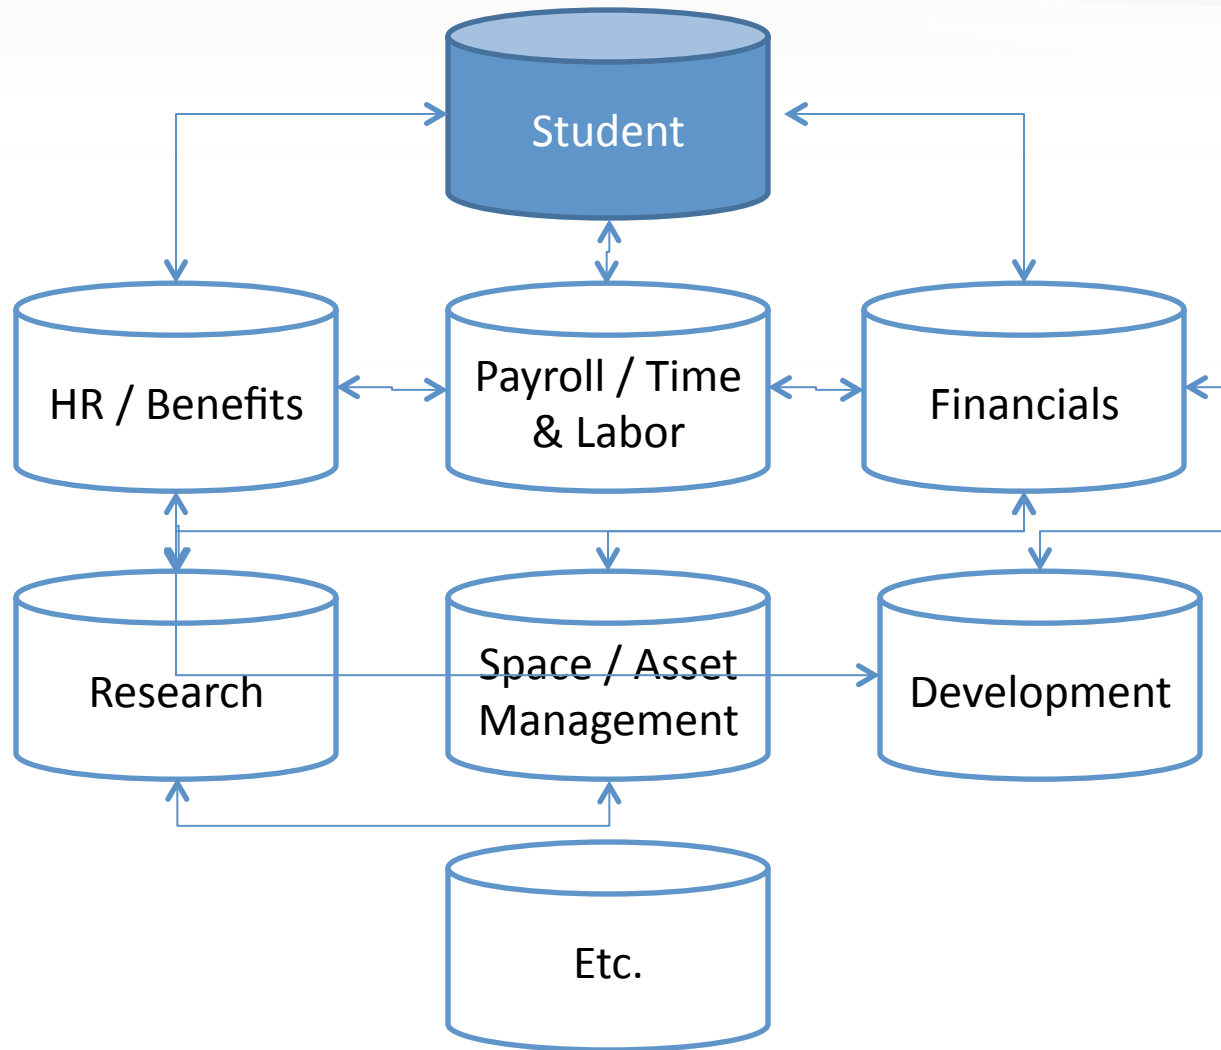 Student
HR / Benefits
Payroll / Time
& Labor
Financials
Research
Space / Asset
Management
Development
Etc.